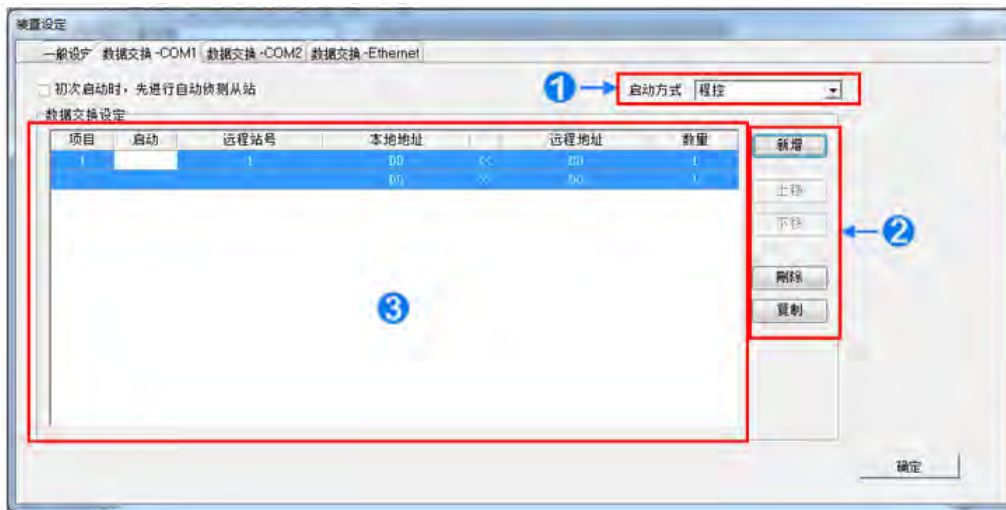 装置设定
一般设定 数据交换-COM1 数据交换-COM2 数据交换-Ethernet
初次启动时,先进行自动侦测从站
1
启动方式 程控
数据交换设定
项目 启动 远程站号 本地地址 远程地址 数量
1 1 D0 << D0 1
D0 >> D0 1
新增
上移
下移
2
删除
复制
3
确定